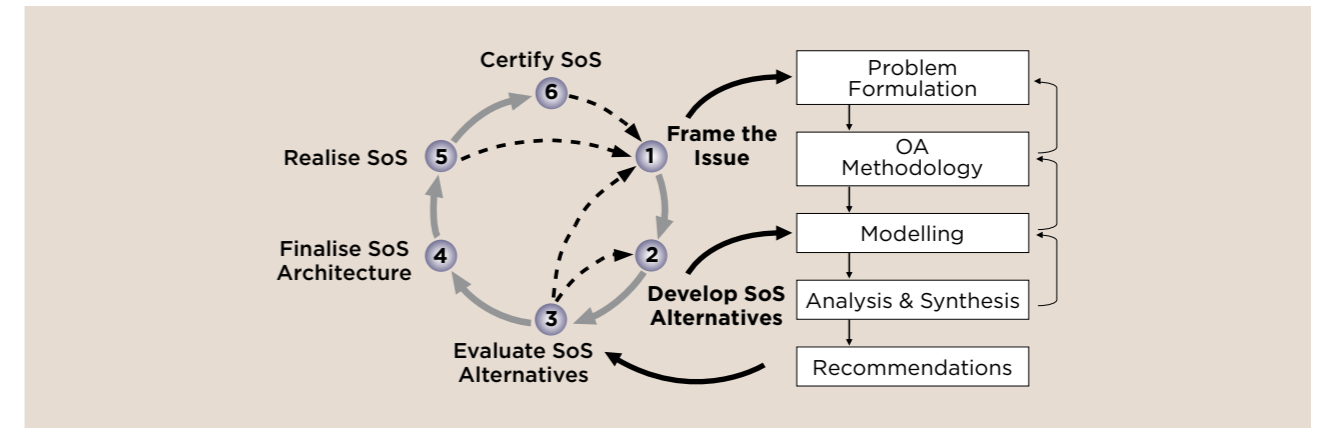 Certify SoS
6
Realise SoS
5
1
Frame the
Issue
Finalise SoS
Architecture
4
2
Develop SoS
Alternatives
3
Evaluate SoS
Alternatives
Problem
Formulation
OA
Methodology
Modelling
Analysis & Synthesis
Recommendations